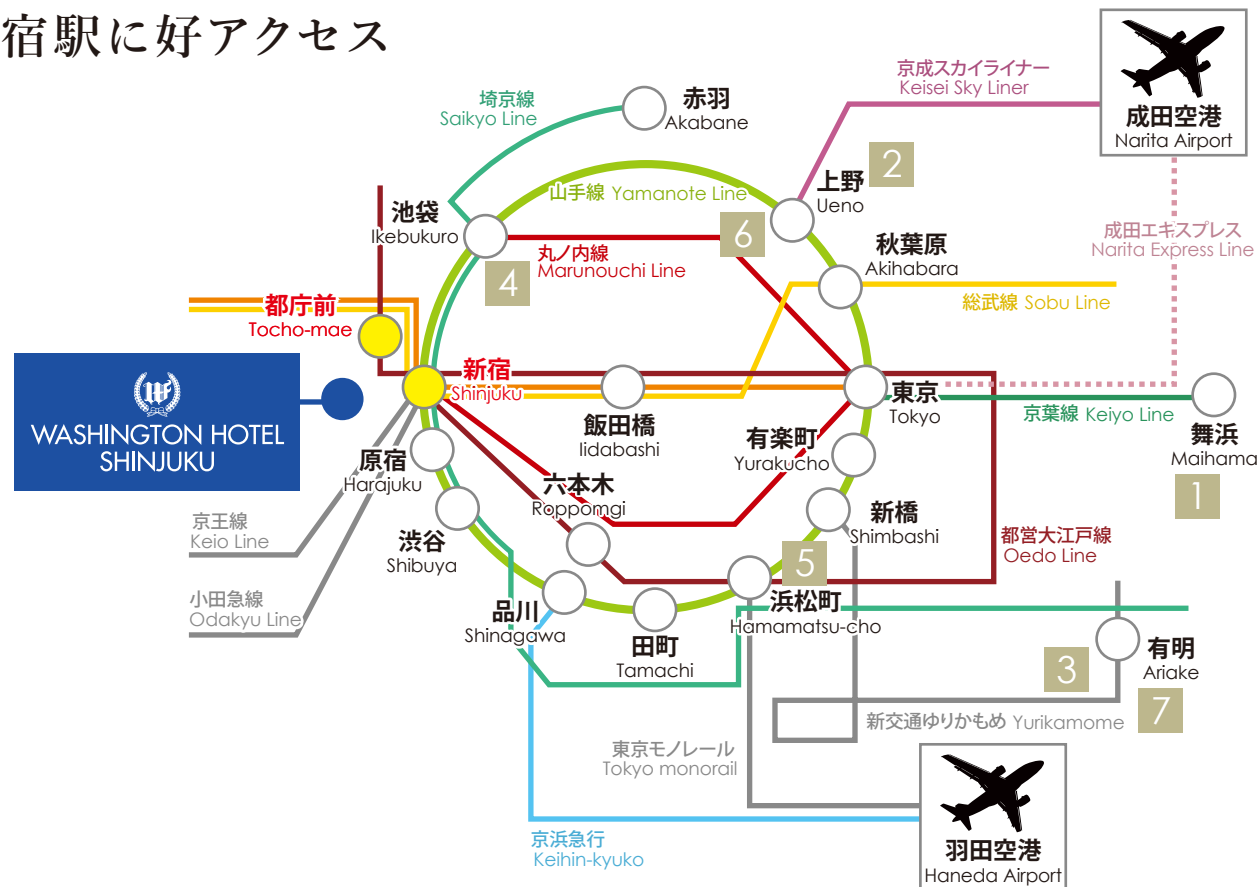 宿駅に好アクセス
成田空港
Narita Airport
京成スカイライナー
Keisei Sky Liner
埼京線
Saikyo Line
赤羽
Akabane
2
上野
Ueno
山手線 Yamanote Line
池袋
Ikebukuro
6
丸ノ内線
Marunouchi Line
4
秋葉原
Akihabara
成田エキスプレス
Narita Express Line
総武線 Sobu Line
都庁前
Tocho-mae
新宿
Shinjuku
W
WASHINGTON HOTEL
SHINJUKU
飯田橋
Iidabashi
東京
Tokyo
京葉線 Keiyo Line
舞浜
Maihama
1
有楽町
Yurakucho
原宿
Harajuku
六本木
Roppomgi
新橋
Shimbashi
京王線
Keio Line
渋谷
Shibuya
都営大江戸線
Oedo Line
5
小田急線
Odakyu Line
品川
Shinagawa
田町
Tamachi
浜松町
Hamamatsu-cho
3
有明
Ariake
7
新交通ゆりかもめ Yurikamome
東京モノレール
Tokyo monorail
京浜急行
Keihin-kyuko
羽田空港
Haneda Airport